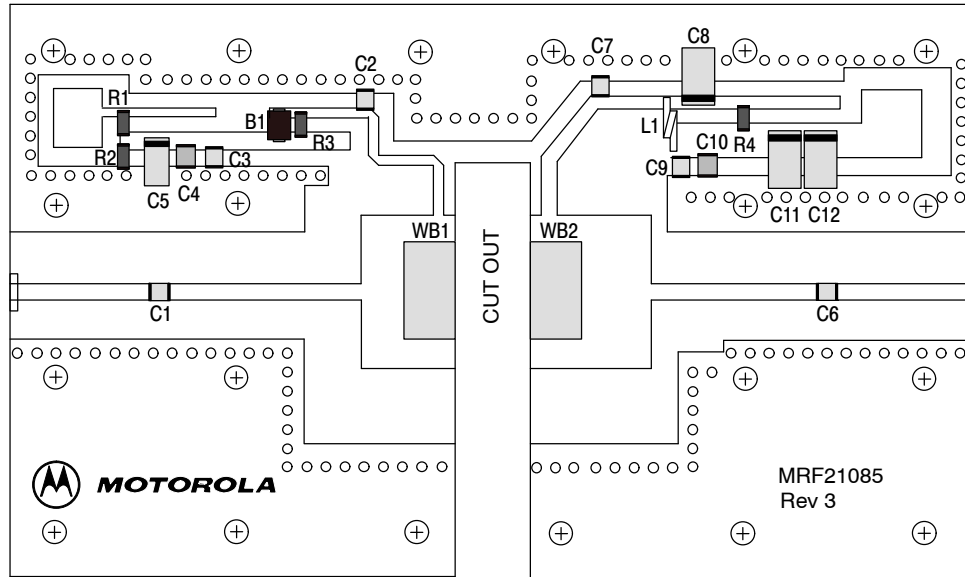 C7
C8
C2
R1
B1
R3
L1
R4
R2
C3
C4
C5
C10
C9
C11
C12
WB1
CUT OUT
WB2
C1
C6
MOTOROLA
MRF21085
Rev 3